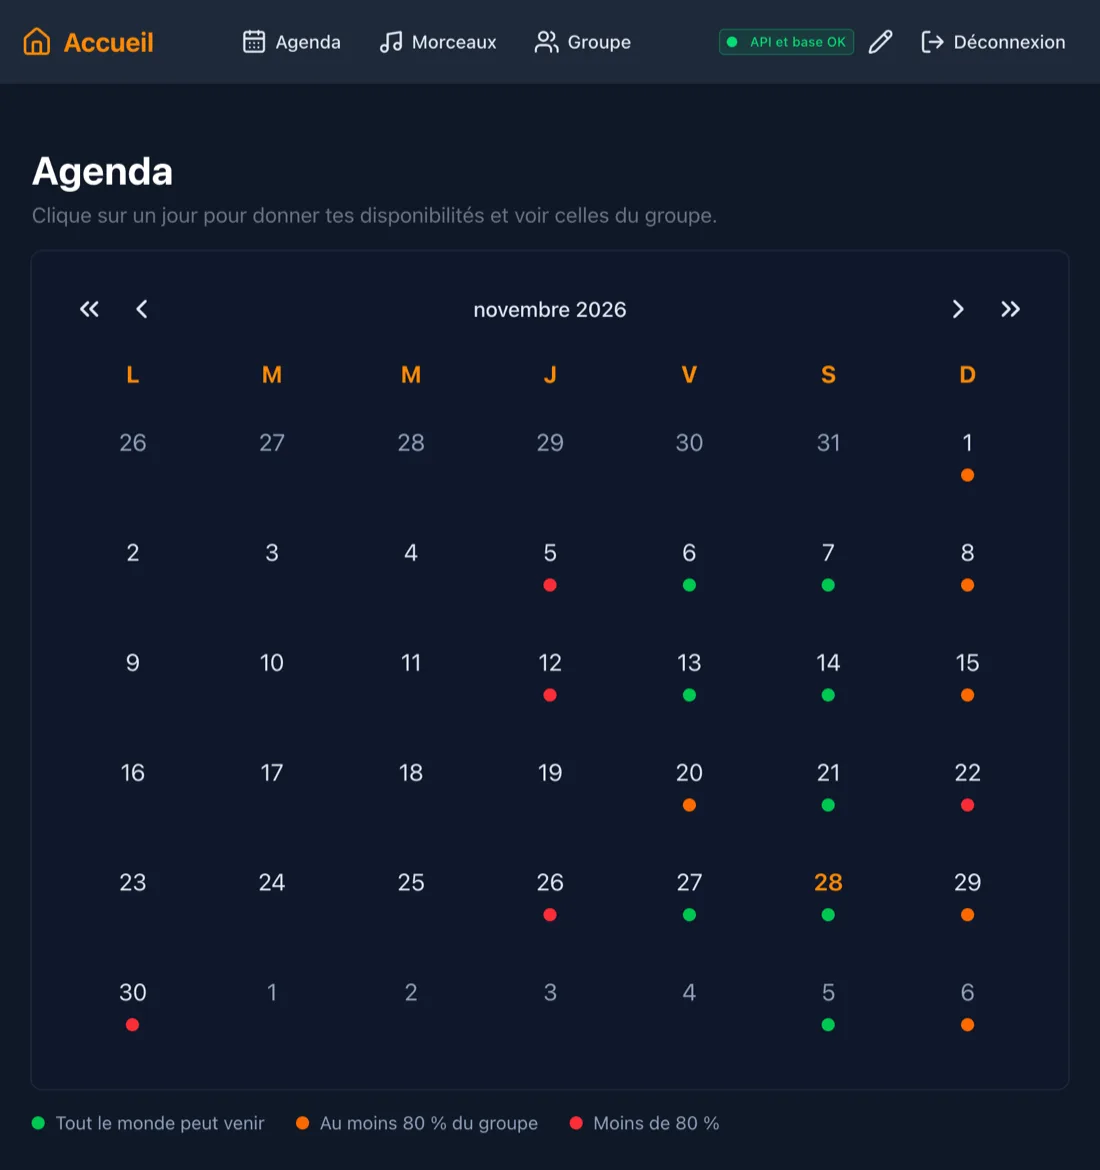 Accueil Agenda Morceaux Groupe API et base OK Déconnexion
Agenda
Clique sur un jour pour donner tes disponibilités et voir celles du groupe.
novembre 2026
L M M J V S D
26 27 28 29 30 31 1
2 3 4 5 6 7 8
9 10 11 12 13 14 15
16 17 18 19 20 21 22
23 24 25 26 27 28 29
30 1 2 3 4 5 6
Tout le monde peut venir Au moins 80 % du groupe Moins de 80 %